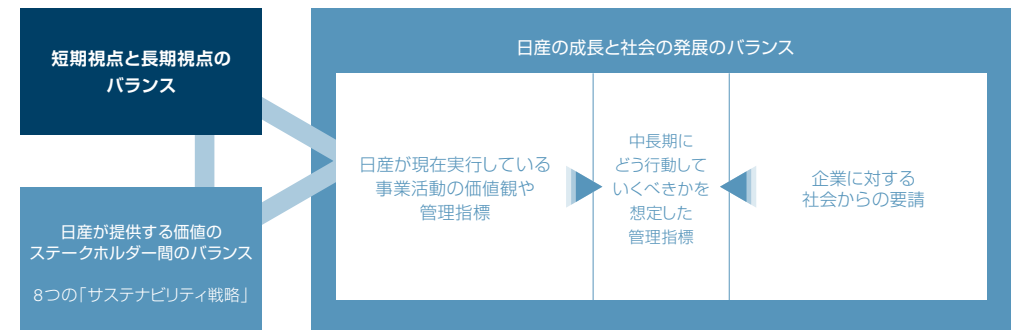 短期視点と長期視点の
バランス
日産が提供する価値の
ステークホルダー間のバランス
8つの「サステナビリティ戦略」
日産の成長と社会の発展のバランス
日産が現在実行している
事業活動の価値観や
管理指標
中長期に
どう行動して
いくべきかを
想定した
管理指標
企業に対する
社会からの要請